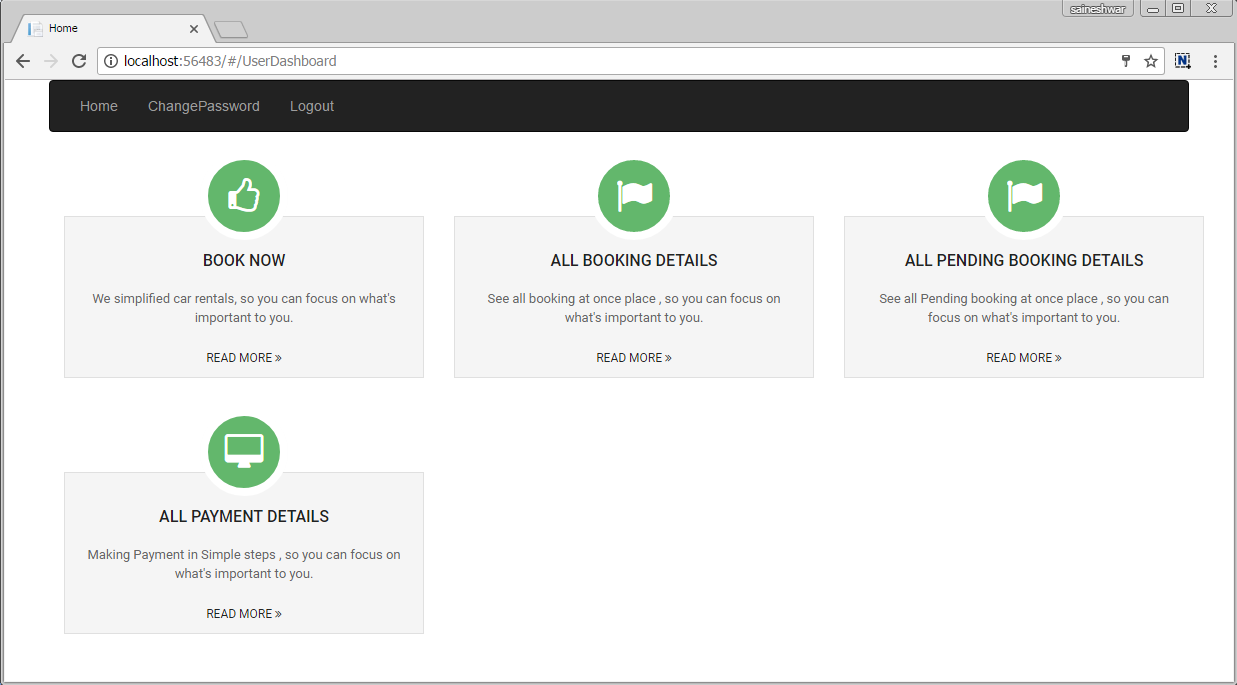 saineshwar
Home
localhost:56483/#/UserDashboard
N
Home ChangePassword Logout
BOOK NOW
We simplified car rentals, so you can focus on what's
important to you.
READ MORE »
ALL BOOKING DETAILS
See all booking at once place , so you can focus on
what's important to you.
READ MORE »
ALL PENDING BOOKING DETAILS
See all Pending booking at once place , so you can
focus on what's important to you.
READ MORE »
ALL PAYMENT DETAILS
Making Payment in Simple steps , so you can focus on
what's important to you.
READ MORE »